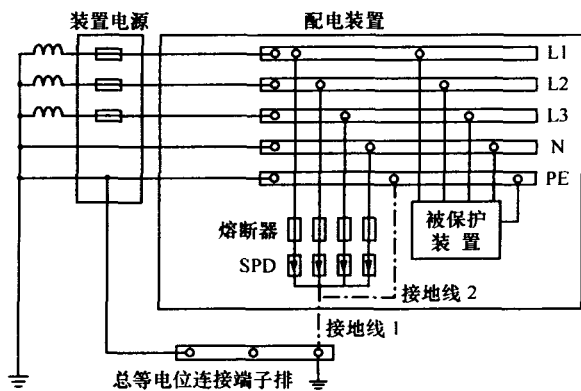 装置电源
配电装置
L1
L2
L3
N
PE
熔断器
SPD
被保护
装 置
接地线 2
接地线 1
总等电位连接端子排